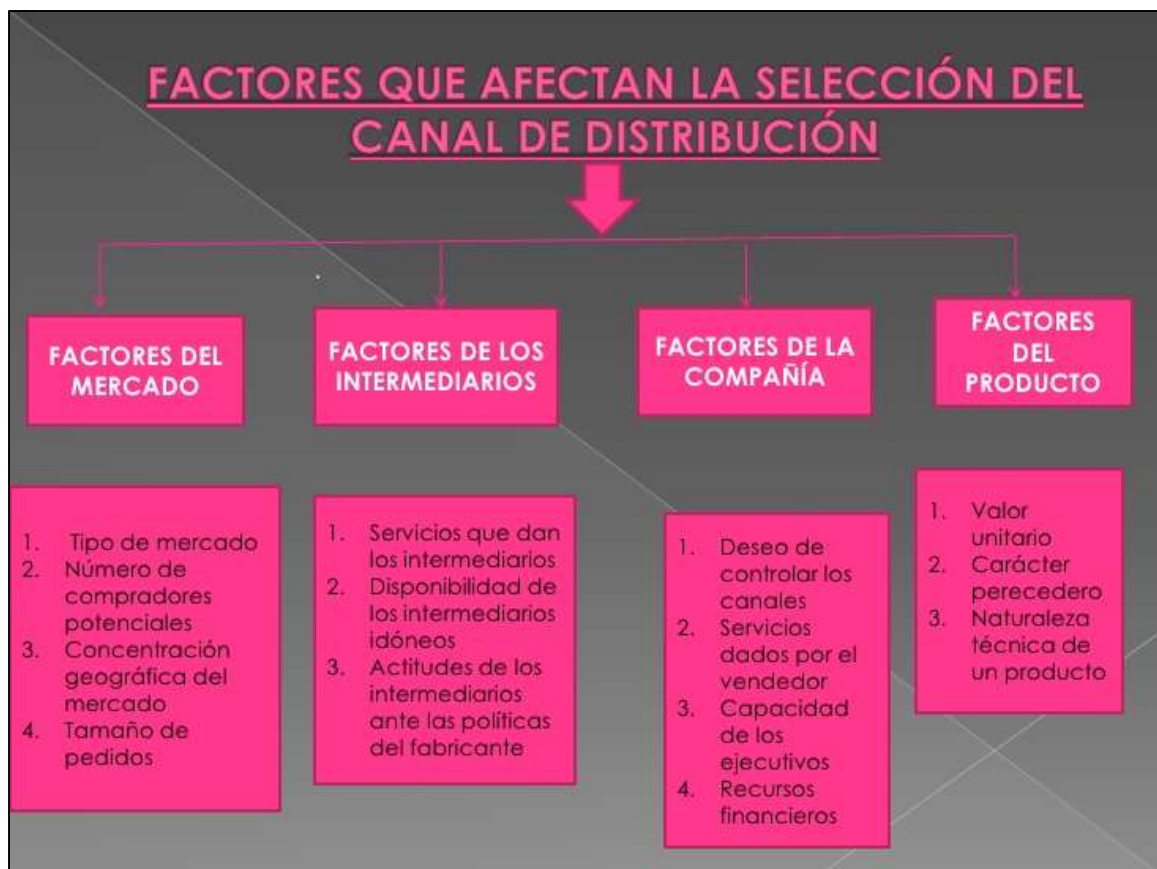 FACTORES QUE AFECTAN LA SELECCIÓN DEL
CANAL DE DISTRIBUCIÓN
FACTORES DEL
MERCADO
1. Tipo de mercado
2. Número de
compradores
potenciales
3. Concentración
geográfica del
mercado
4. Tamaño de
pedidos
FACTORES DE LOS
INTERMEDIARIOS
1. Servicios que dan
los intermediarios
2. Disponibilidad de
los intermediarios
idóneos
3. Actitudes de los
intermediarios
ante las políticas
del fabricante
FACTORES DE LA
COMPAÑÍA
1. Deseo de
controlar los
canales
2. Servicios
dados por el
vendedor
3. Capacidad
de los
ejecutivos
4. Recursos
financieros
FACTORES
DEL
PRODUCTO
1. Valor
unitario
2. Carácter
perecedero
3. Naturaleza
técnica de
un producto